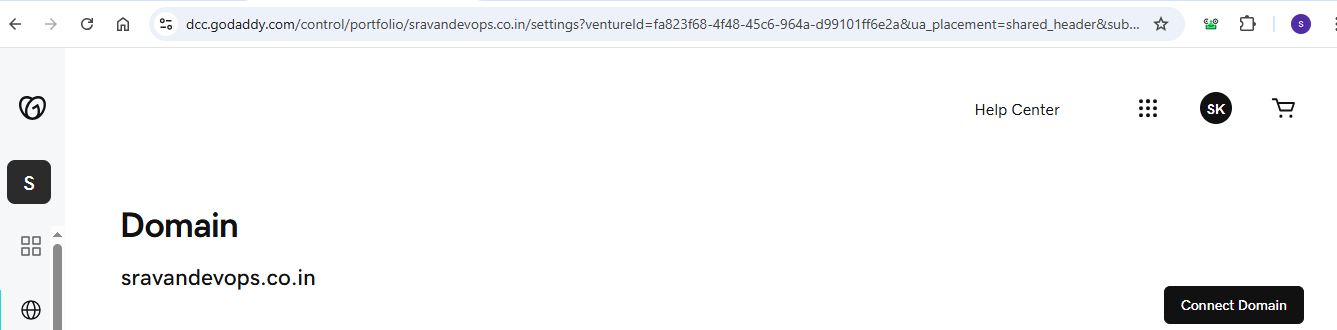 dcc.godaddy.com/control/portfolio/sravandevops.co.in/settings?ventureId=fa823f68-4f48-45c6-964a-d99101ff6e2a&ua_placement=shared_header&sub...
S
Help Center
SK
S
Domain
sravandevops.co.in
Connect Domain